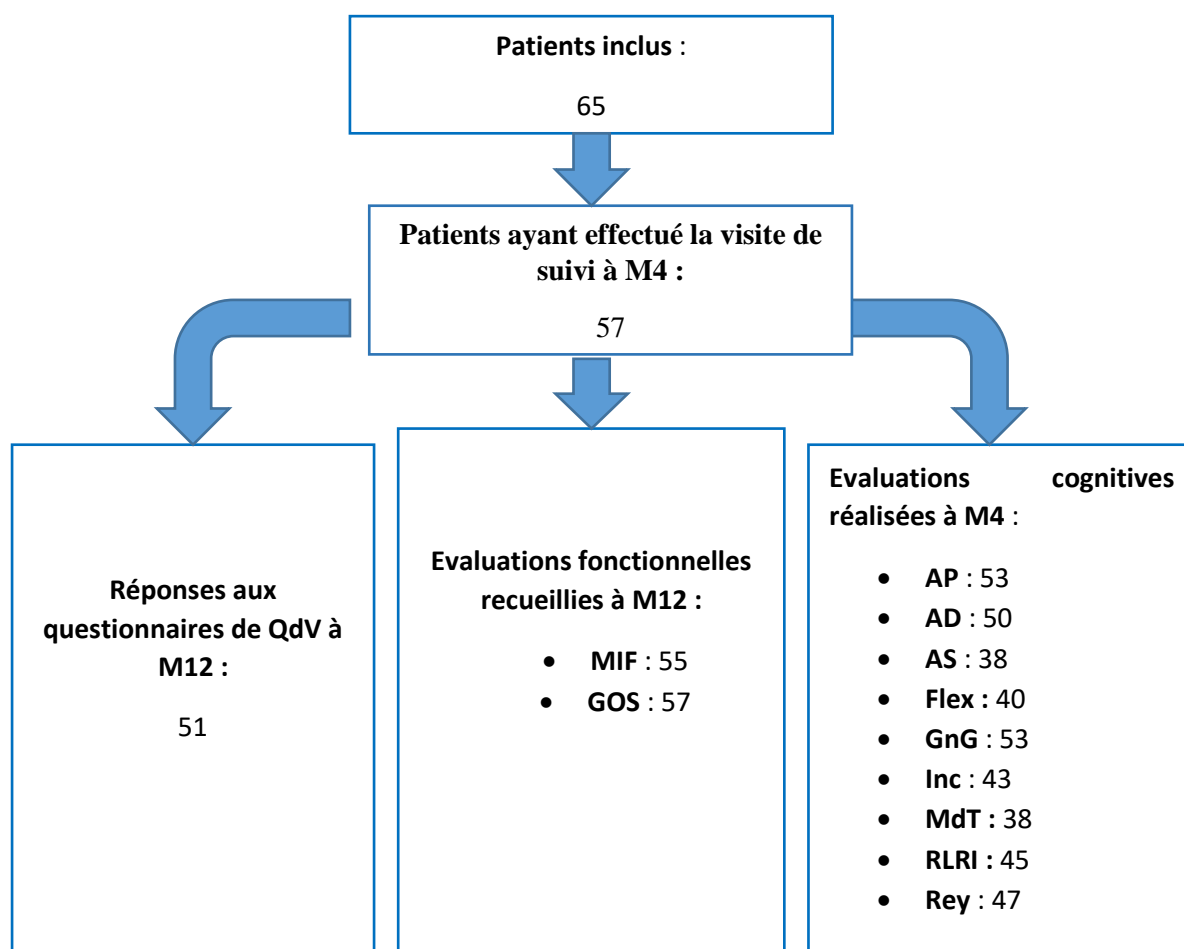 Patients inclus :
65
Patients ayant effectué la visite de
suivi à M4 :
57
Réponses aux
questionnaires de QdV à
M12 :
51
Evaluations fonctionnelles
recueillies à M12 :
• MIF : 55
• GOS : 57
Evaluations cognitives
réalisées à M4 :
• AP : 53
• AD : 50
• AS : 38
• Flex : 40
• GnG : 53
• Inc : 43
• MdT : 38
• RLRI : 45
• Rey : 47